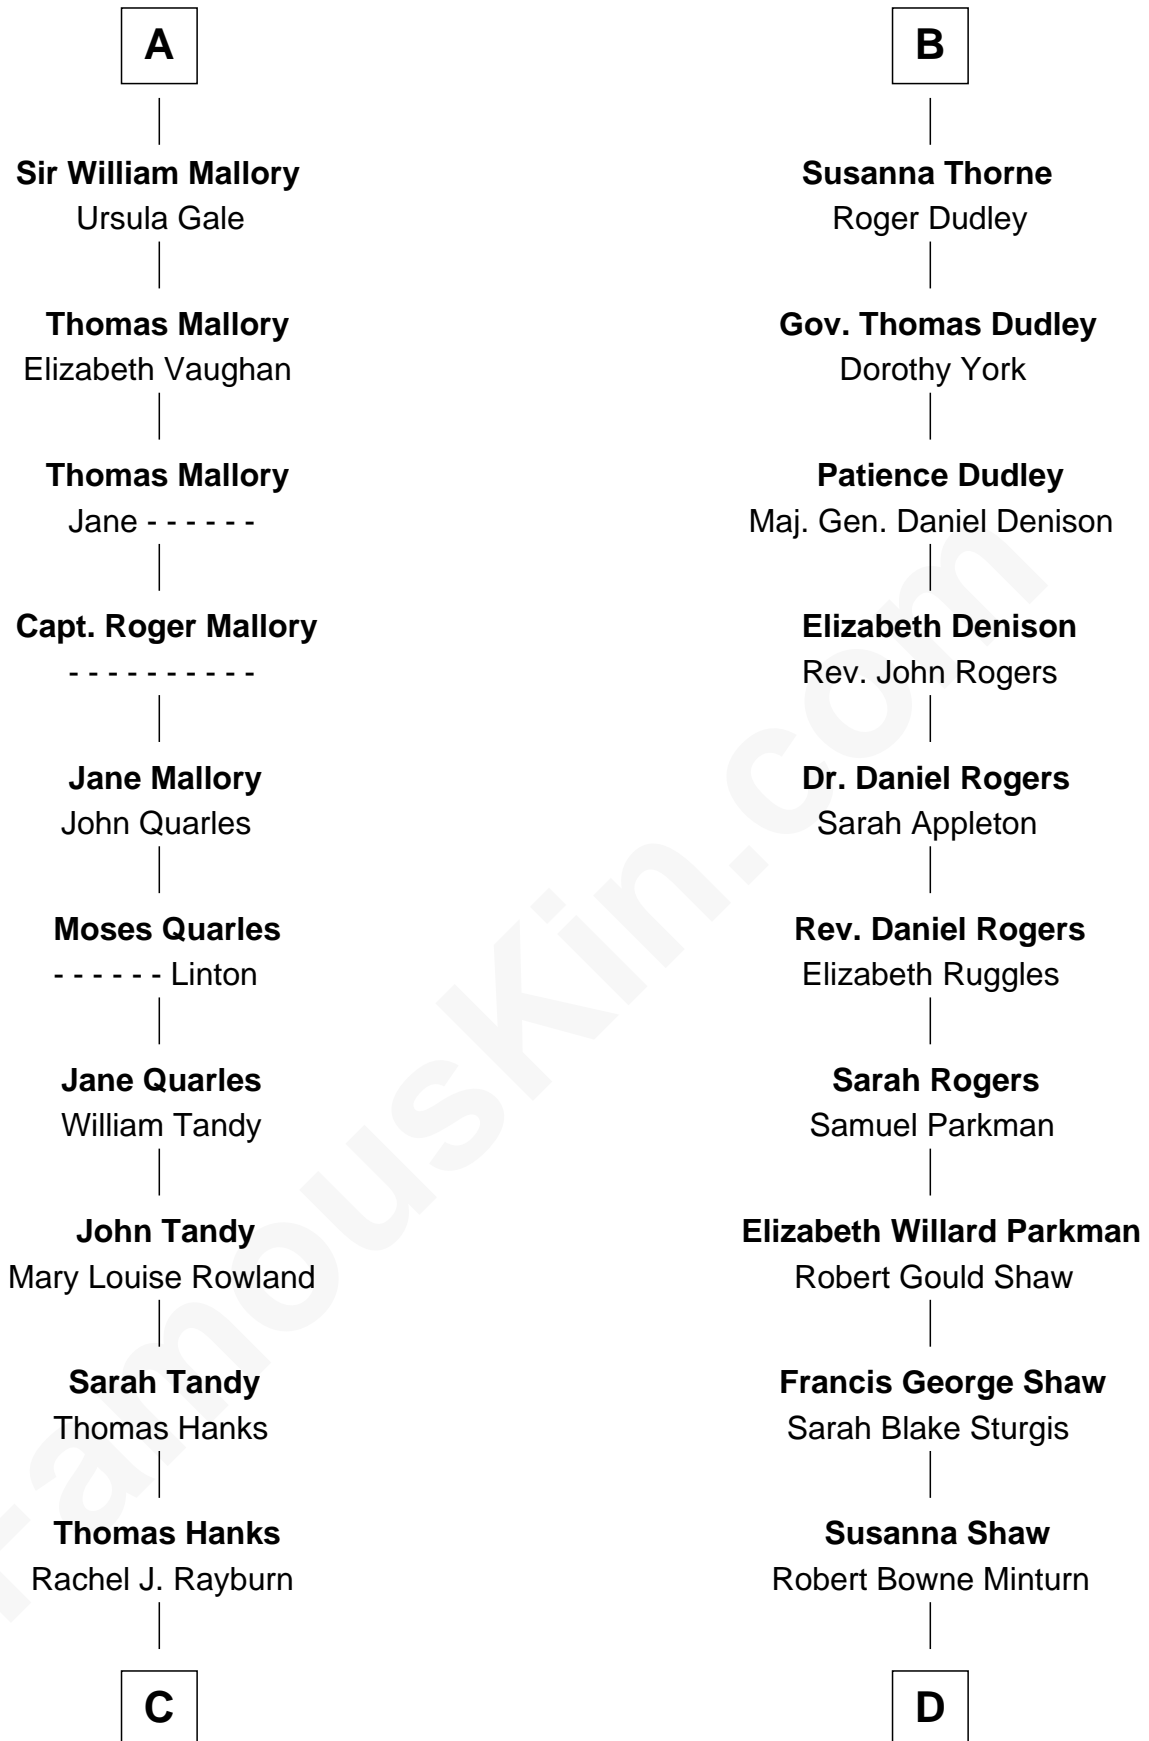 A
Sir William Mallory
Ursula Gale
Thomas Mallory
Elizabeth Vaughan
Thomas Mallory
Jane - - - - - -
Capt. Roger Mallory
- - - - - - - - - -
Jane Mallory
John Quarles
Moses Quarles
- - - - - - Linton
Jane Quarles
William Tandy
John Tandy
Mary Louise Rowland
Sarah Tandy
Thomas Hanks
Thomas Hanks
Rachel J. Rayburn
C
B
Susanna Thorne
Roger Dudley
Gov. Thomas Dudley
Dorothy York
Patience Dudley
Maj. Gen. Daniel Denison
Elizabeth Denison
Rev. John Rogers
Dr. Daniel Rogers
Sarah Appleton
Rev. Daniel Rogers
Elizabeth Ruggles
Sarah Rogers
Samuel Parkman
Elizabeth Willard Parkman
Robert Gould Shaw
Francis George Shaw
Sarah Blake Sturgis
Susanna Shaw
Robert Bowne Minturn
D
FamousKin.com